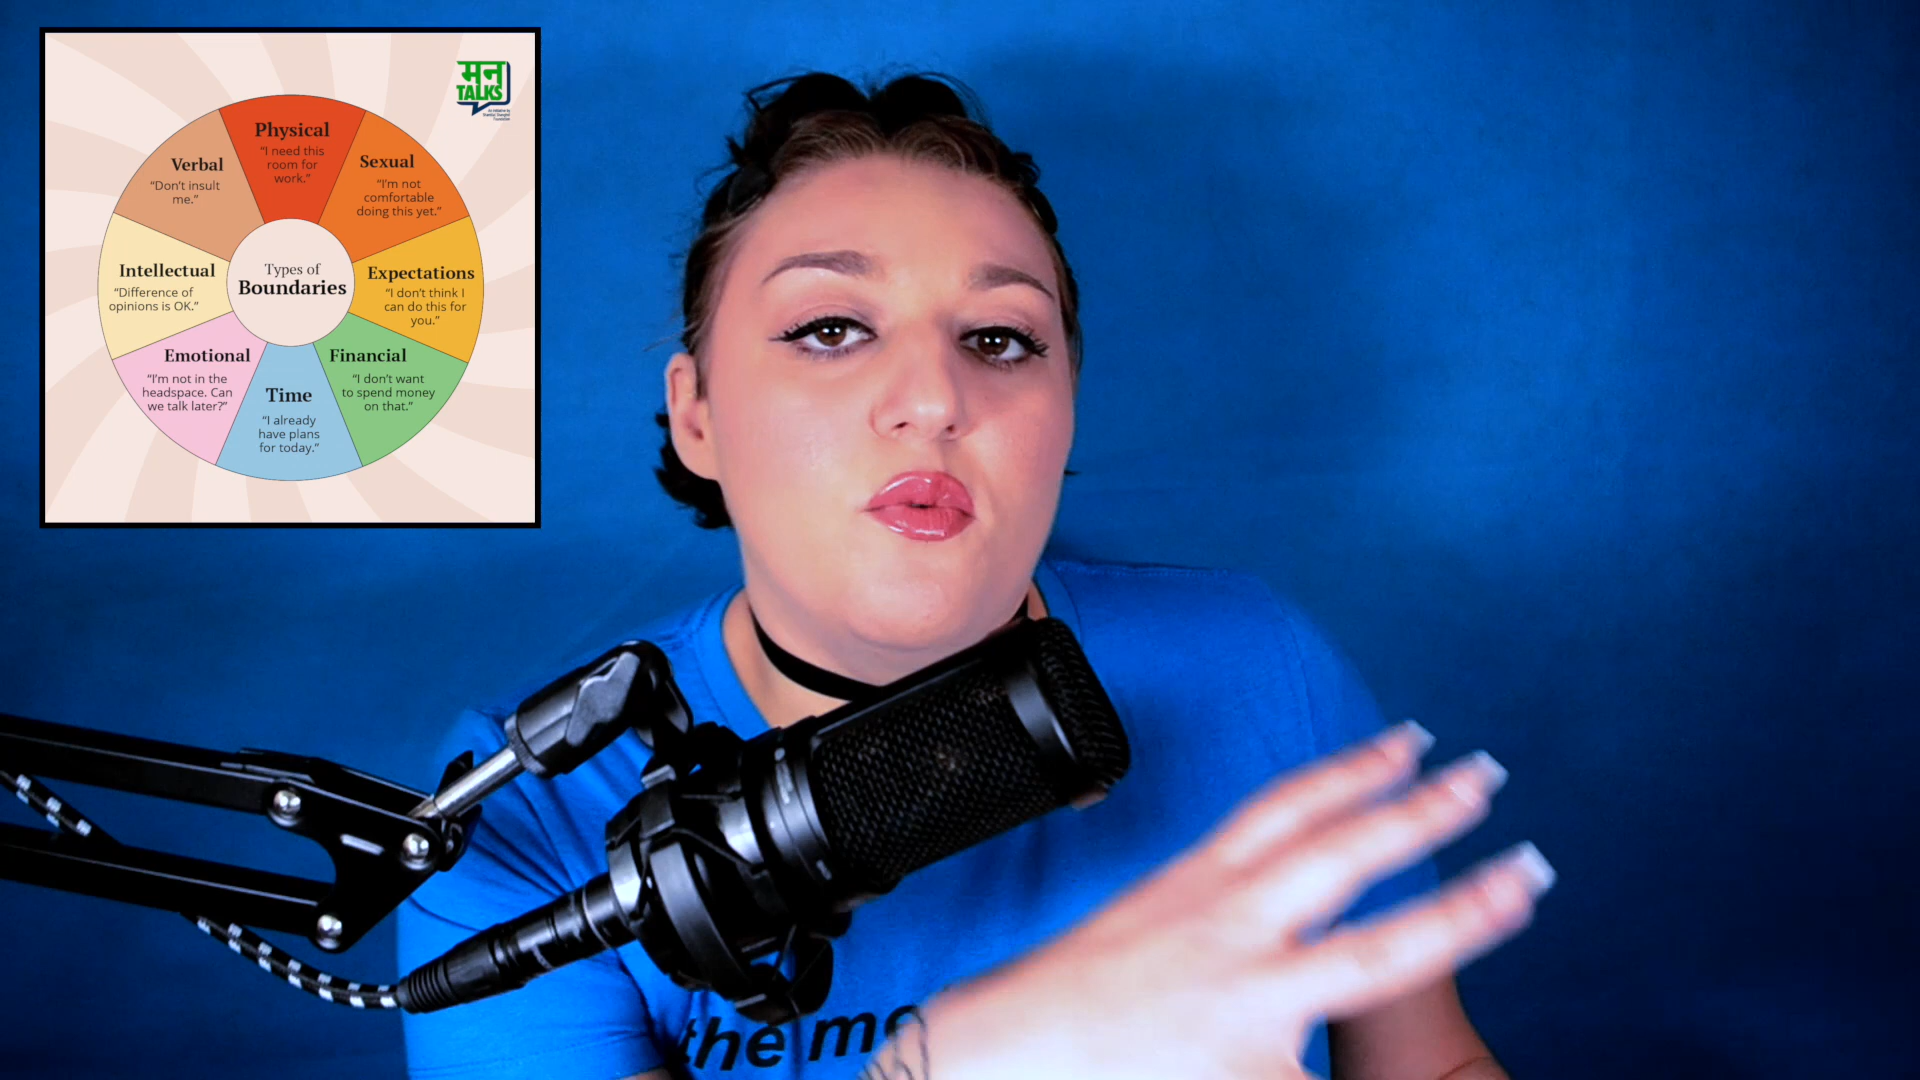 मन
TALKS
Physical
“I need this
room for
work.”
Sexual
“I’m not
comfortable
doing this yet.”
Expectations
“I don’t think I
can do this for
you.”
Financial
“I don’t want
to spend money
on that.”
Time
“I already
have plans
for today.”
Emotional
“I’m not in the
headspace. Can
we talk later?”
Intellectual
“Difference of
opinions is OK.”
Verbal
“Don’t insult
me.”
Types of
Boundaries
the mo